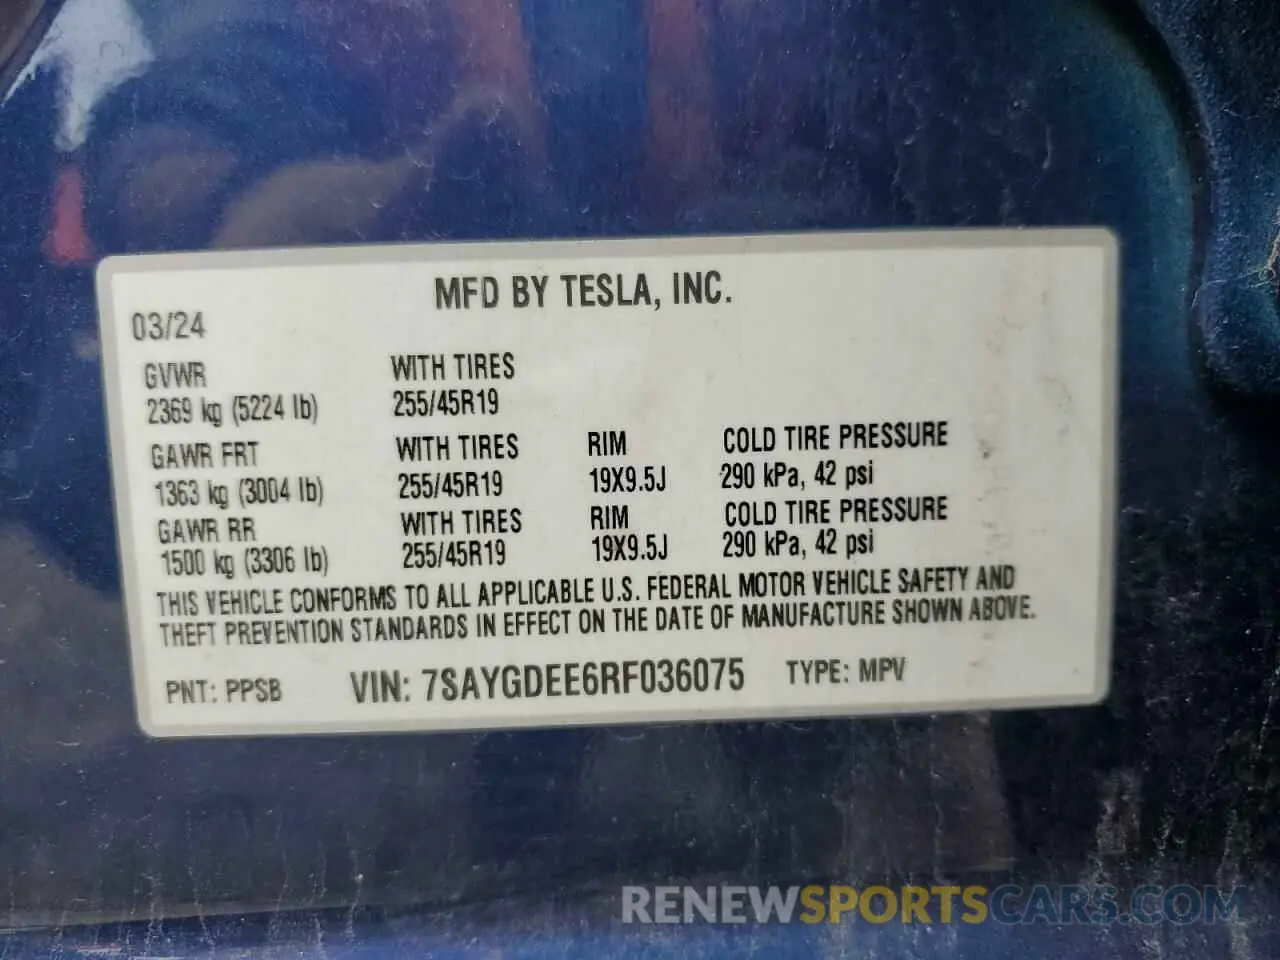 MFD BY TESLA, INC.
03/24
GVWR WITH TIRES
2369 kg (5224 lb) 255/45R19
GAWR FRT WITH TIRES RIM COLD TIRE PRESSURE
1363 kg (3004 lb) 255/45R19 19X9.5J 290 kPa, 42 psi
GAWR RR WITH TIRES RIM COLD TIRE PRESSURE
1500 kg (3306 lb) 255/45R19 19X9.5J 290 kPa, 42 psi
THIS VEHICLE CONFORMS TO ALL APPLICABLE U.S. FEDERAL MOTOR VEHICLE SAFETY AND
THEFT PREVENTION STANDARDS IN EFFECT ON THE DATE OF MANUFACTURE SHOWN ABOVE.
PNT: PPSB VIN: 7SAYGDEE6RF036075 TYPE: MPV
RENEWSPORTSCARS.COM